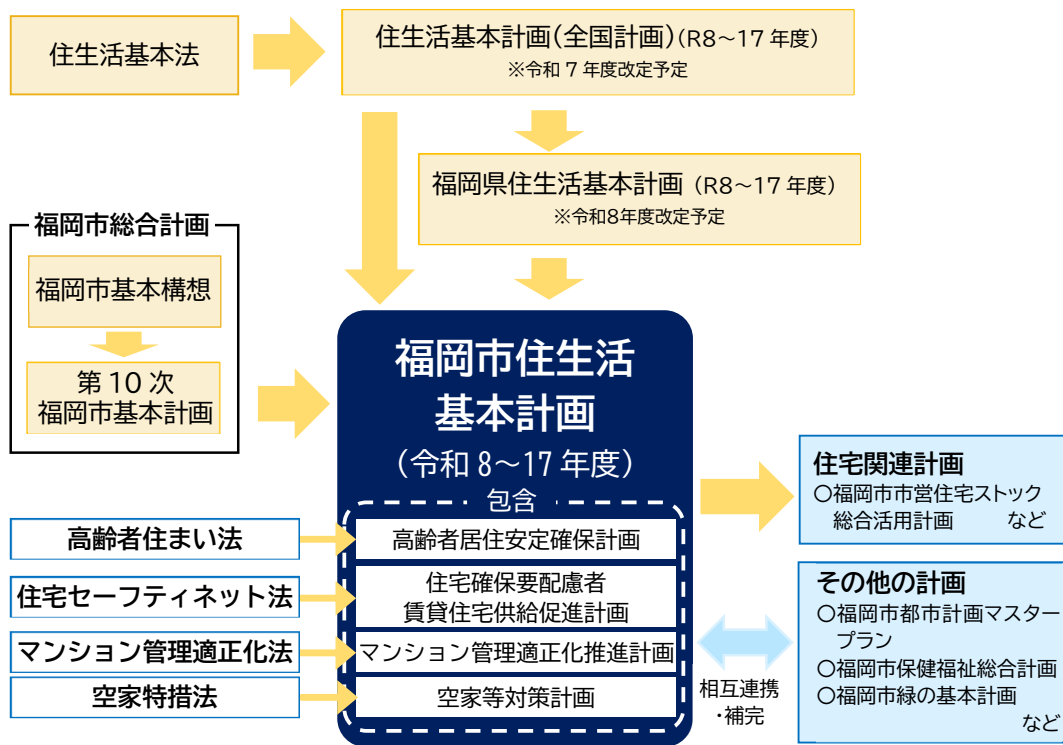 住生活基本法
住生活基本計画(全国計画)(R8～17年度)
※令和7年度改定予定
福岡県住生活基本計画（R8～17年度）
※令和8年度改定予定
福岡市総合計画
福岡市基本構想
第10次
福岡市基本計画
福岡市住生活
基本計画
（令和8～17年度）
包含
高齢者住まい法
高齢者居住安定確保計画
住宅セーフティネット法
住宅確保要配慮者
賃貸住宅供給促進計画
マンション管理適正化法
マンション管理適正化推進計画
空家特措法
空家等対策計画
住宅関連計画
〇福岡市市営住宅ストック
総合活用計画　など
相互連携
・補完
その他の計画
〇福岡市都市計画マスター
プラン
〇福岡市保健福祉総合計画
〇福岡市緑の基本計画
など